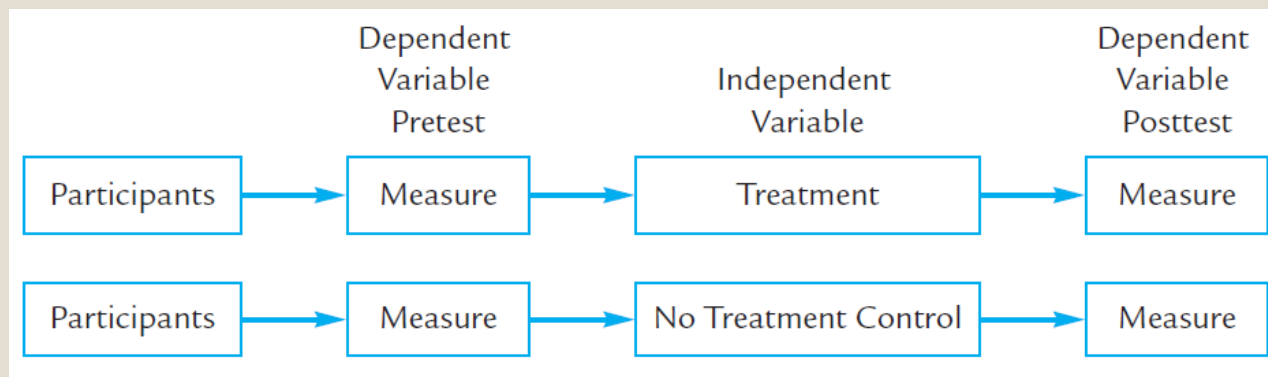 Dependent
Variable
Pretest
Independent
Variable
Dependent
Variable
Posttest
Participants
Measure
Treatment
Measure
Participants
Measure
No Treatment Control
Measure